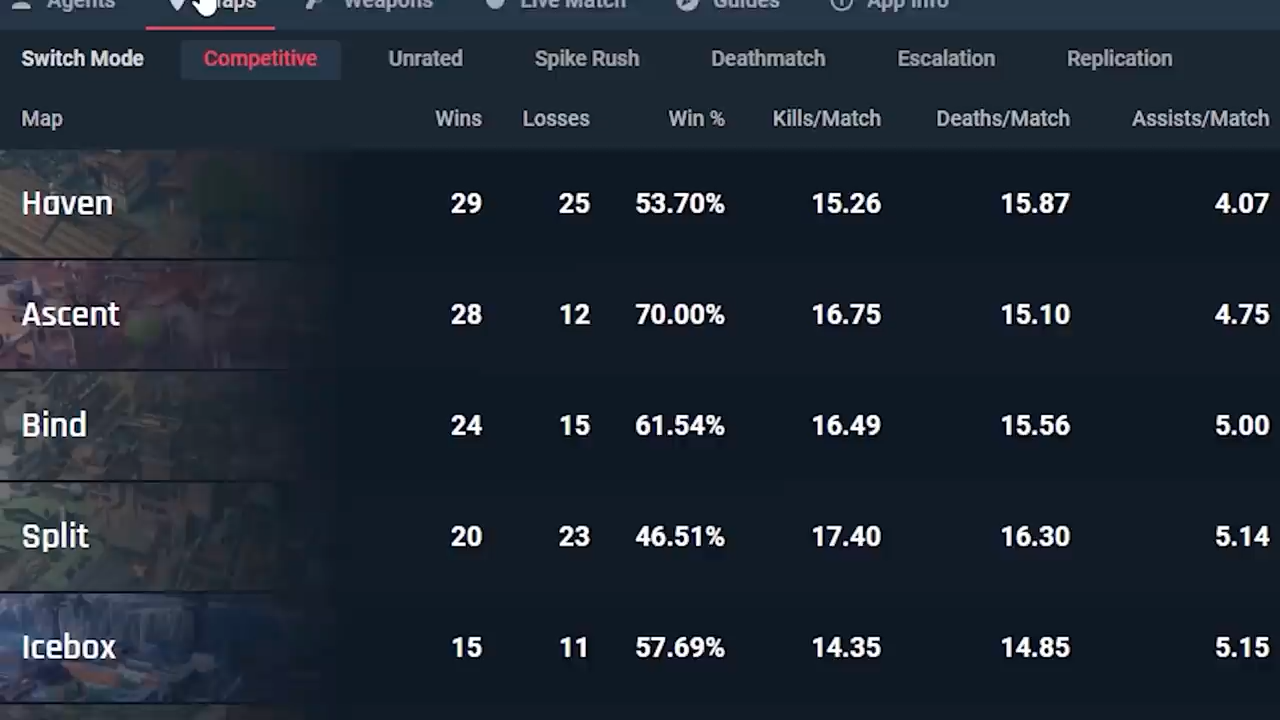 Agents Maps Weapons Live Match Guides App Info
Switch Mode Competitive Unrated Spike Rush Deathmatch Escalation Replication
Map Wins Losses Win % Kills/Match Deaths/Match Assists/Match
Haven 29 25 53.70% 15.26 15.87 4.07
Ascent 28 12 70.00% 16.75 15.10 4.75
Bind 24 15 61.54% 16.49 15.56 5.00
Split 20 23 46.51% 17.40 16.30 5.14
Icebox 15 11 57.69% 14.35 14.85 5.15